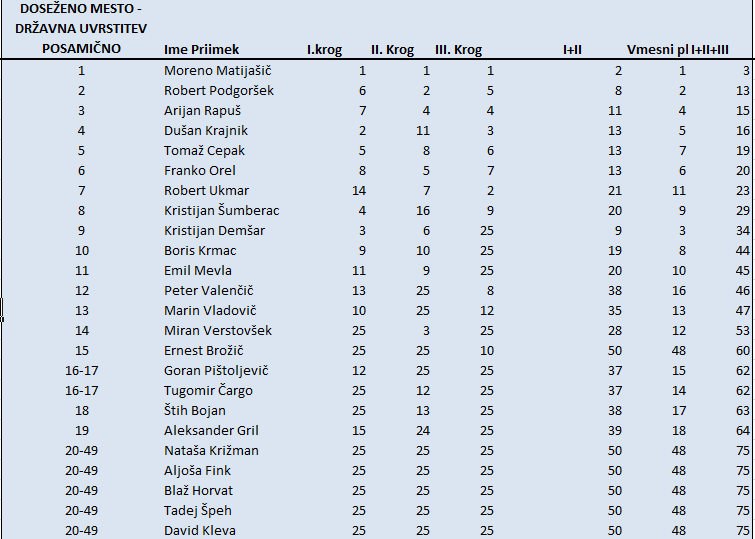 DOSEŽENO MESTO -
DRŽAVNA UVRSTITEV
POSAMIČNO Ime Priimek I.krog II. Krog III. Krog I+II Vmesni pl I+II+III
1 Moreno Matijašič 1 1 1 2 1 3
2 Robert Podgoršek 6 2 5 8 2 13
3 Arijan Rapuš 7 4 4 11 4 15
4 Dušan Krajnik 2 11 3 13 5 16
5 Tomaž Cepak 5 8 6 13 7 19
6 Franko Orel 8 5 7 13 6 20
7 Robert Ukmar 14 7 2 21 11 23
8 Kristijan Šumberac 4 16 9 20 9 29
9 Kristijan Demšar 3 6 25 9 3 34
10 Boris Krmac 9 10 25 19 8 44
11 Emil Mevla 11 9 25 20 10 45
12 Peter Valenčič 13 25 8 38 16 46
13 Marin Vladovič 10 25 12 35 13 47
14 Miran Verstovšek 25 3 25 28 12 53
15 Ernest Brožič 25 25 10 50 48 60
16-17 Goran Pištoljevič 12 25 25 37 15 62
16-17 Tugomir Čargo 25 12 25 37 14 62
18 Štih Bojan 25 13 25 38 17 63
19 Aleksander Gril 15 24 25 39 18 64
20-49 Nataša Križman 25 25 25 50 48 75
20-49 Aljoša Fink 25 25 25 50 48 75
20-49 Blaž Horvat 25 25 25 50 48 75
20-49 Tadej Špeh 25 25 25 50 48 75
20-49 David Kleva 25 25 25 50 48 75